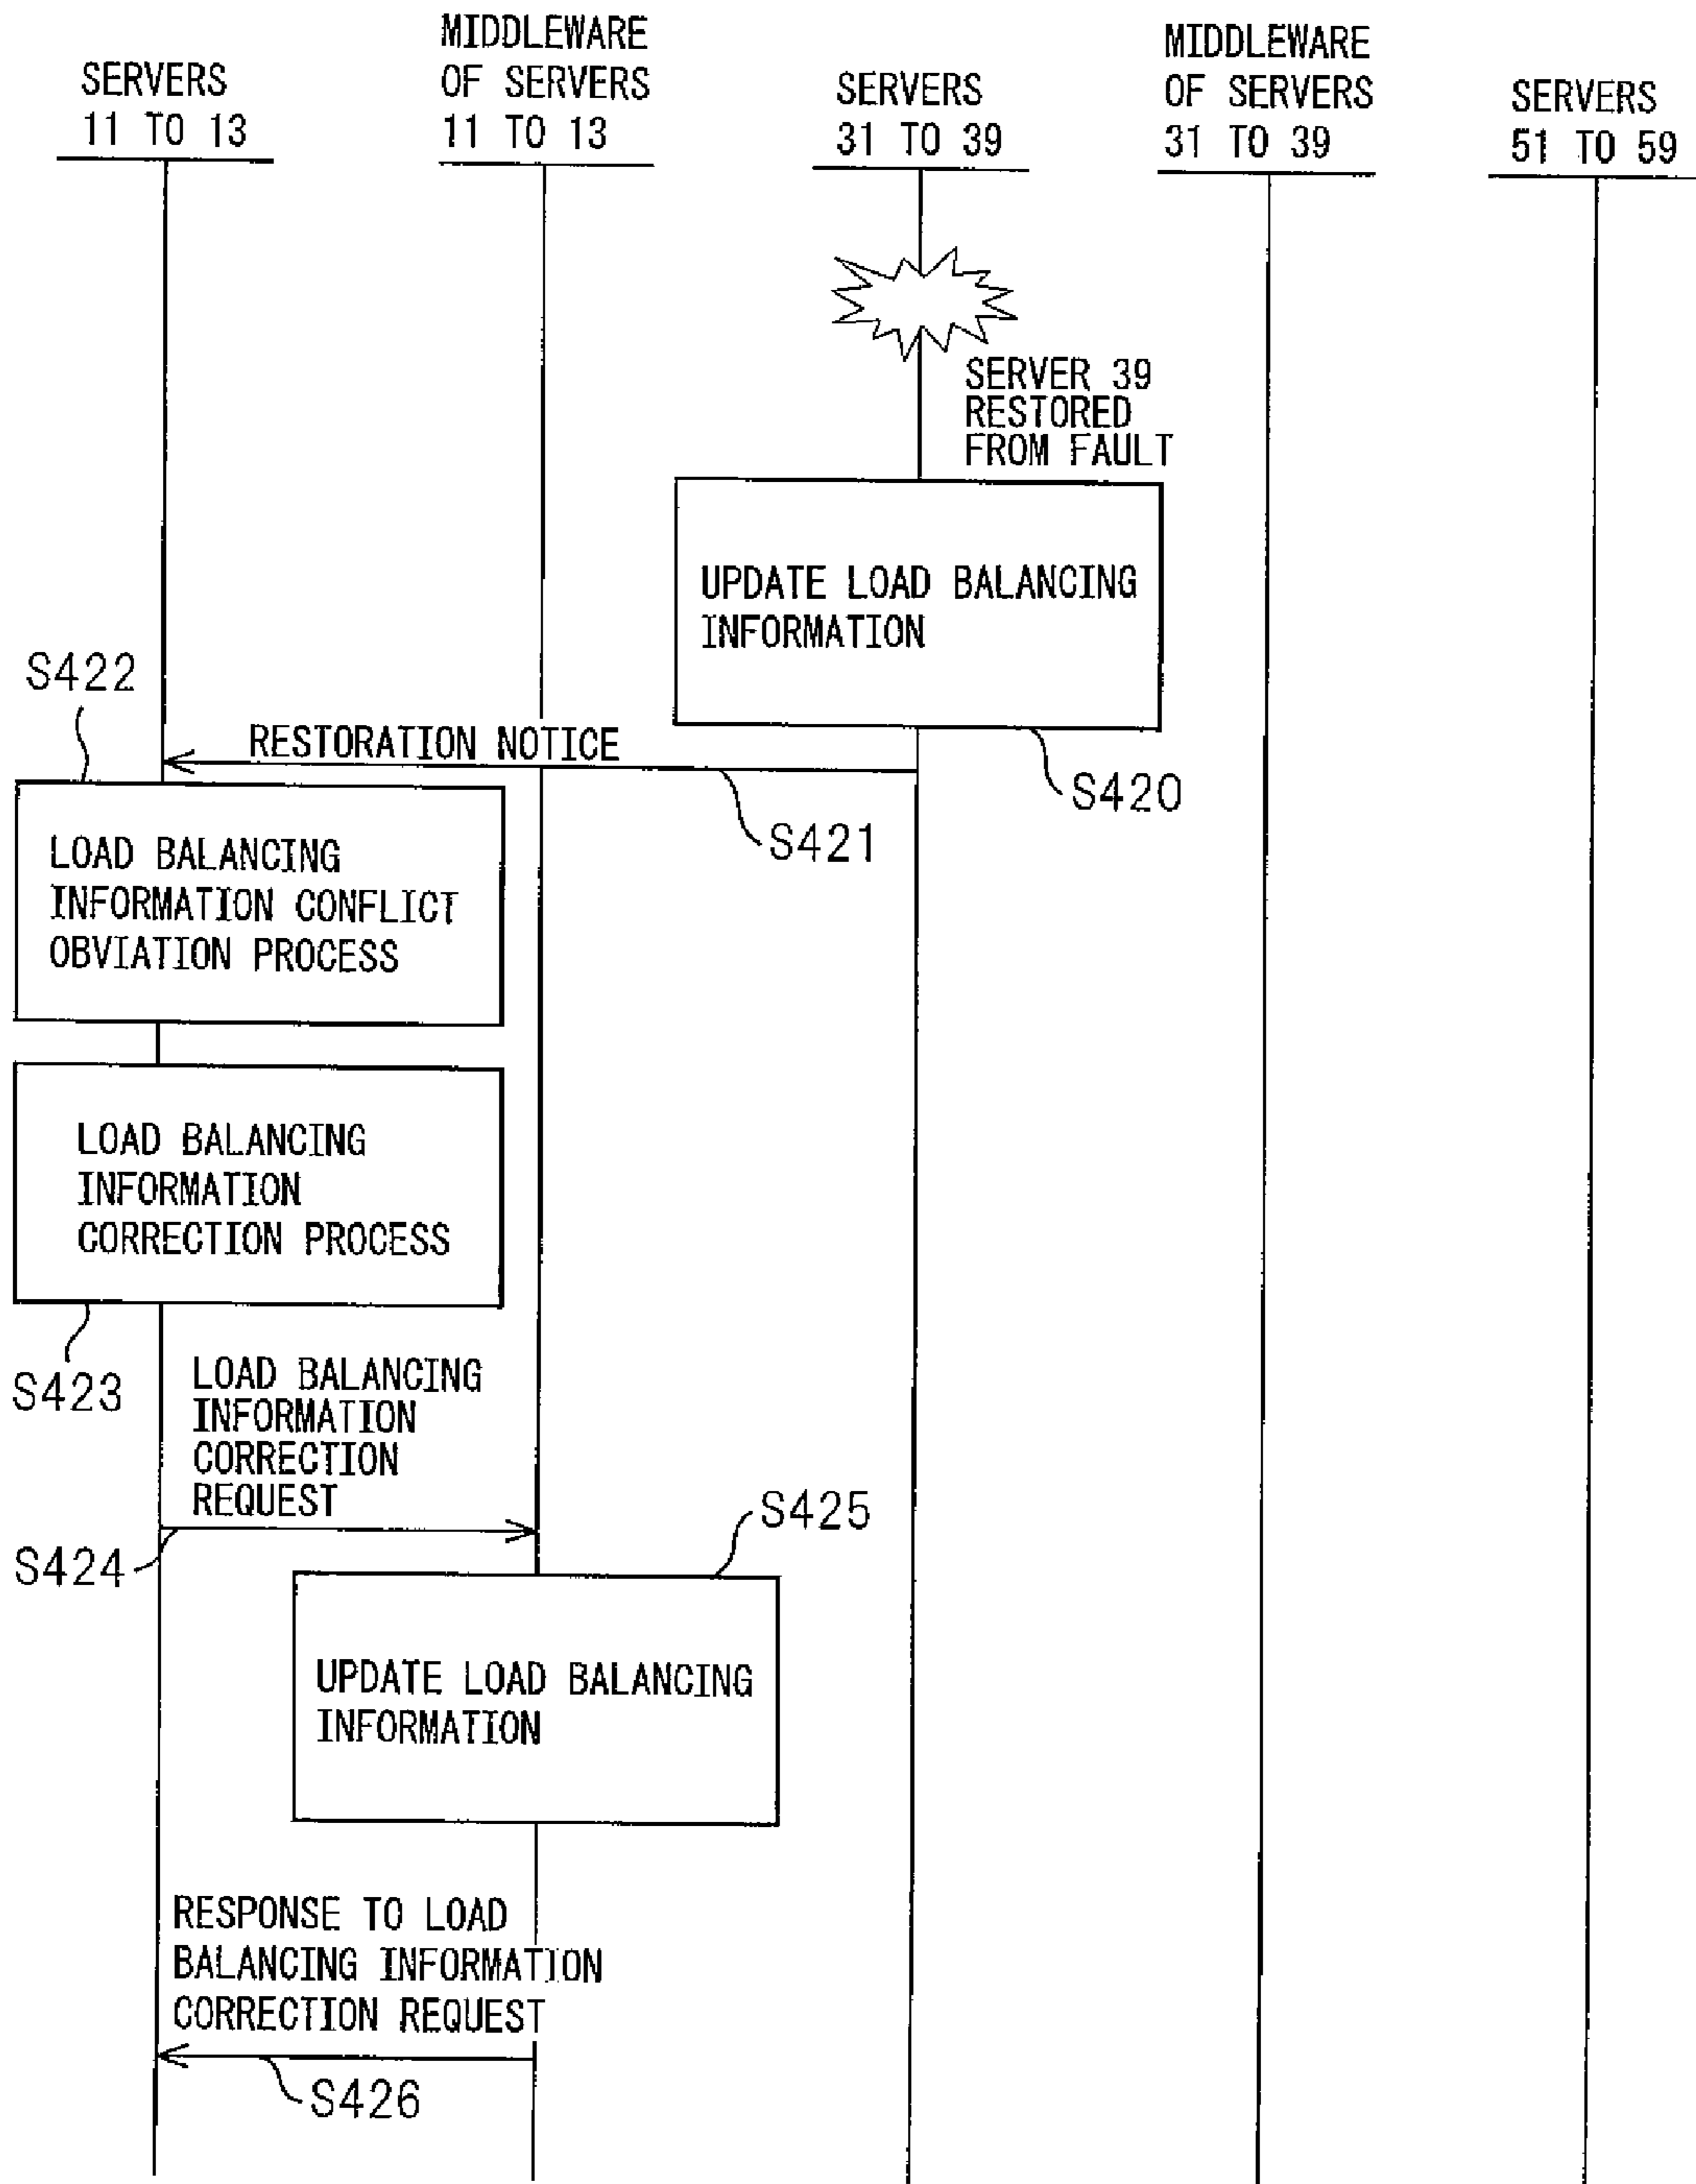 SERVERS
11 TO 13
MIDDLEWARE
OF SERVERS
11 TO 13
SERVERS
31 TO 39
MIDDLEWARE
OF SERVERS
31 TO 39
SERVERS
51 TO 59
SERVER 39
RESTORED
FROM FAULT
UPDATE LOAD BALANCING
INFORMATION
S420
RESTORATION NOTICE
S421
S422
LOAD BALANCING
INFORMATION CONFLICT
OBVIATION PROCESS
LOAD BALANCING
INFORMATION
CORRECTION PROCESS
S423
LOAD BALANCING
INFORMATION
CORRECTION
REQUEST
S424
S425
UPDATE LOAD BALANCING
INFORMATION
RESPONSE TO LOAD
BALANCING INFORMATION
CORRECTION REQUEST
S426